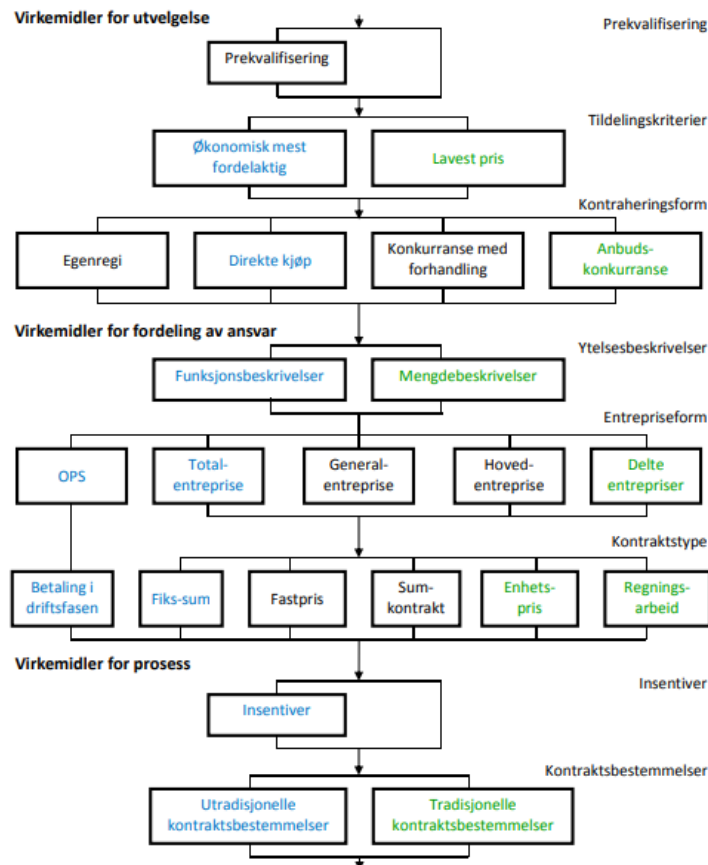 Virkemidler for utvelgelse
Prekvalifisering
Prekvalifisering
Tildelingskriterier
Økonomisk mest
fordelaktig
Lavest pris
Kontraheringsform
Egenregi
Direkte kjøp
Konkurranse med
forhandling
Anbuds-
konkurranse
Virkemidler for fordeling av ansvar
Ytelsesbeskrivelser
Funksjonsbeskrivelser
Mengdebeskrivelser
Entrepriseform
OPS
Total-
entreprise
General-
entreprise
Hoved-
entreprise
Delte
entrepriser
Kontraktstype
Betaling i
driftsfasen
Fiks-sum
Fastpris
Sum-
kontrakt
Enhets-
pris
Regnings-
arbeid
Virkemidler for prosess
Insentiver
Insentiver
Kontraktsbestemmelser
Utradisjonelle
kontraktsbestemmelser
Tradisjonelle
kontraktsbestemmelser